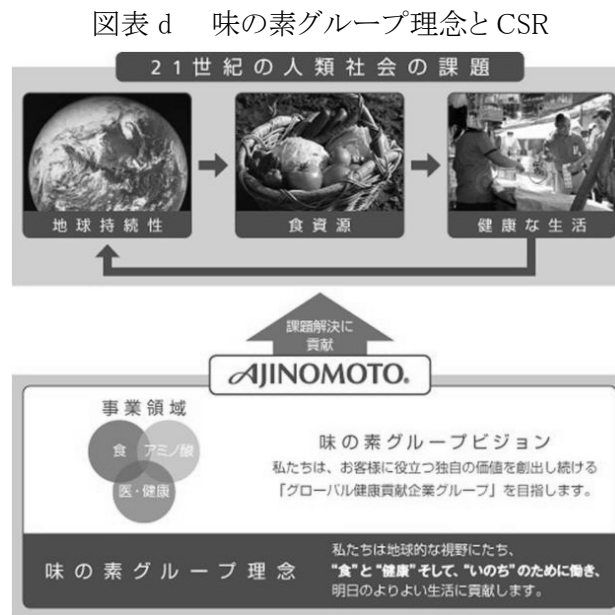 図表 d 味の素グループ理念と CSR
21世紀の人類社会の課題
地球持続性
食資源
健康な生活
課題解決に
貢献
AJINOMOTO®
事業領域
食
アミノ酸
医・健康
味の素グループビジョン
私たちは、お客様に役立つ独自の価値を創出し続ける
「グローバル健康貢献企業グループ」を目指します。
味の素グループ理念
私たちは地球的な視野にたち、
“食”と“健康”そして、“いのち”のために働き、
明日のよりよい生活に貢献します。